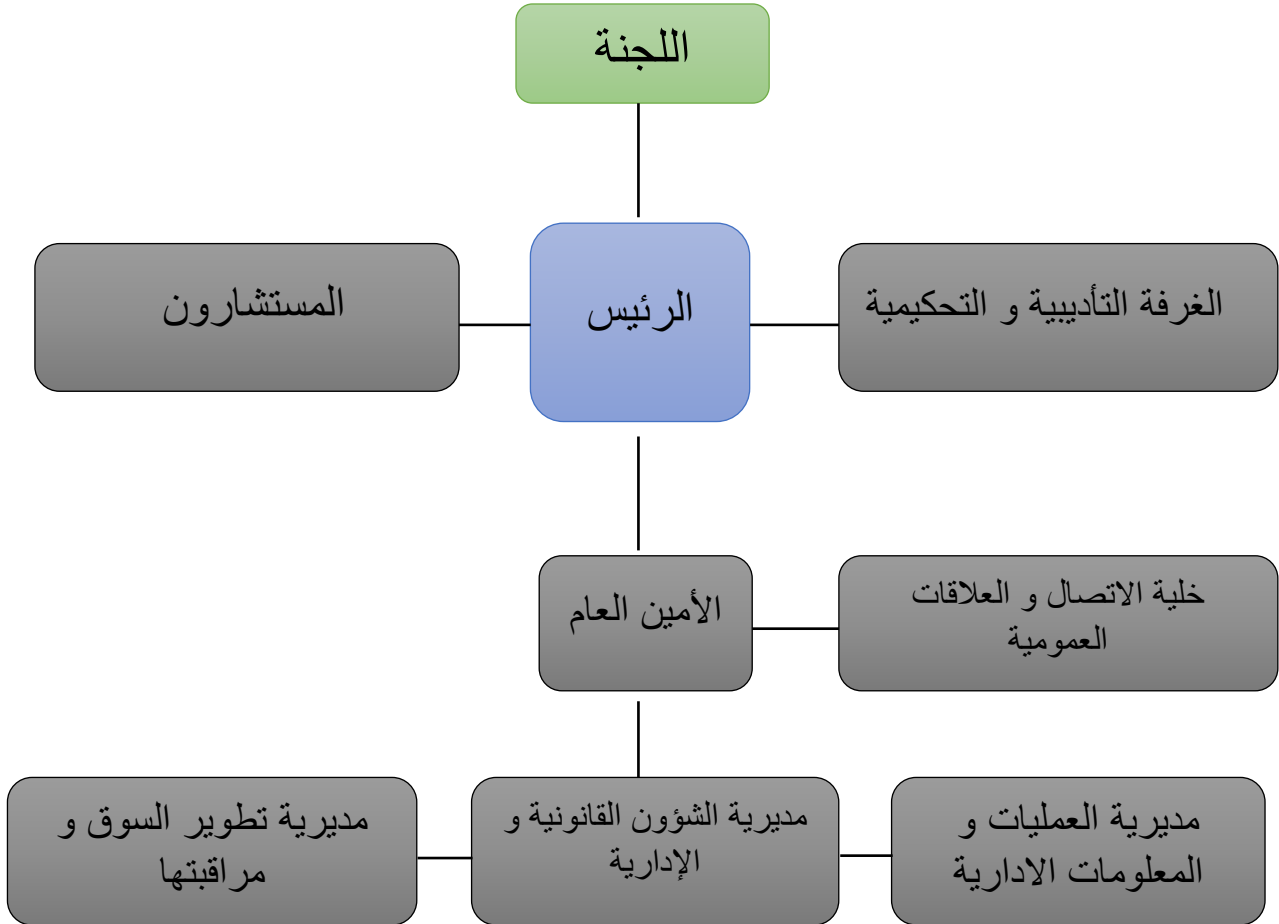 اللجنة
الغرفة التأديبية و التحكيمية
الرئيس
المستشارون
الأمين العام
خلية الاتصال و العلاقات
العمومية
مديرية العمليات و
المعلومات الادارية
مديرية الشؤون القانونية و
الإدارية
مديرية تطوير السوق و
مراقبتها